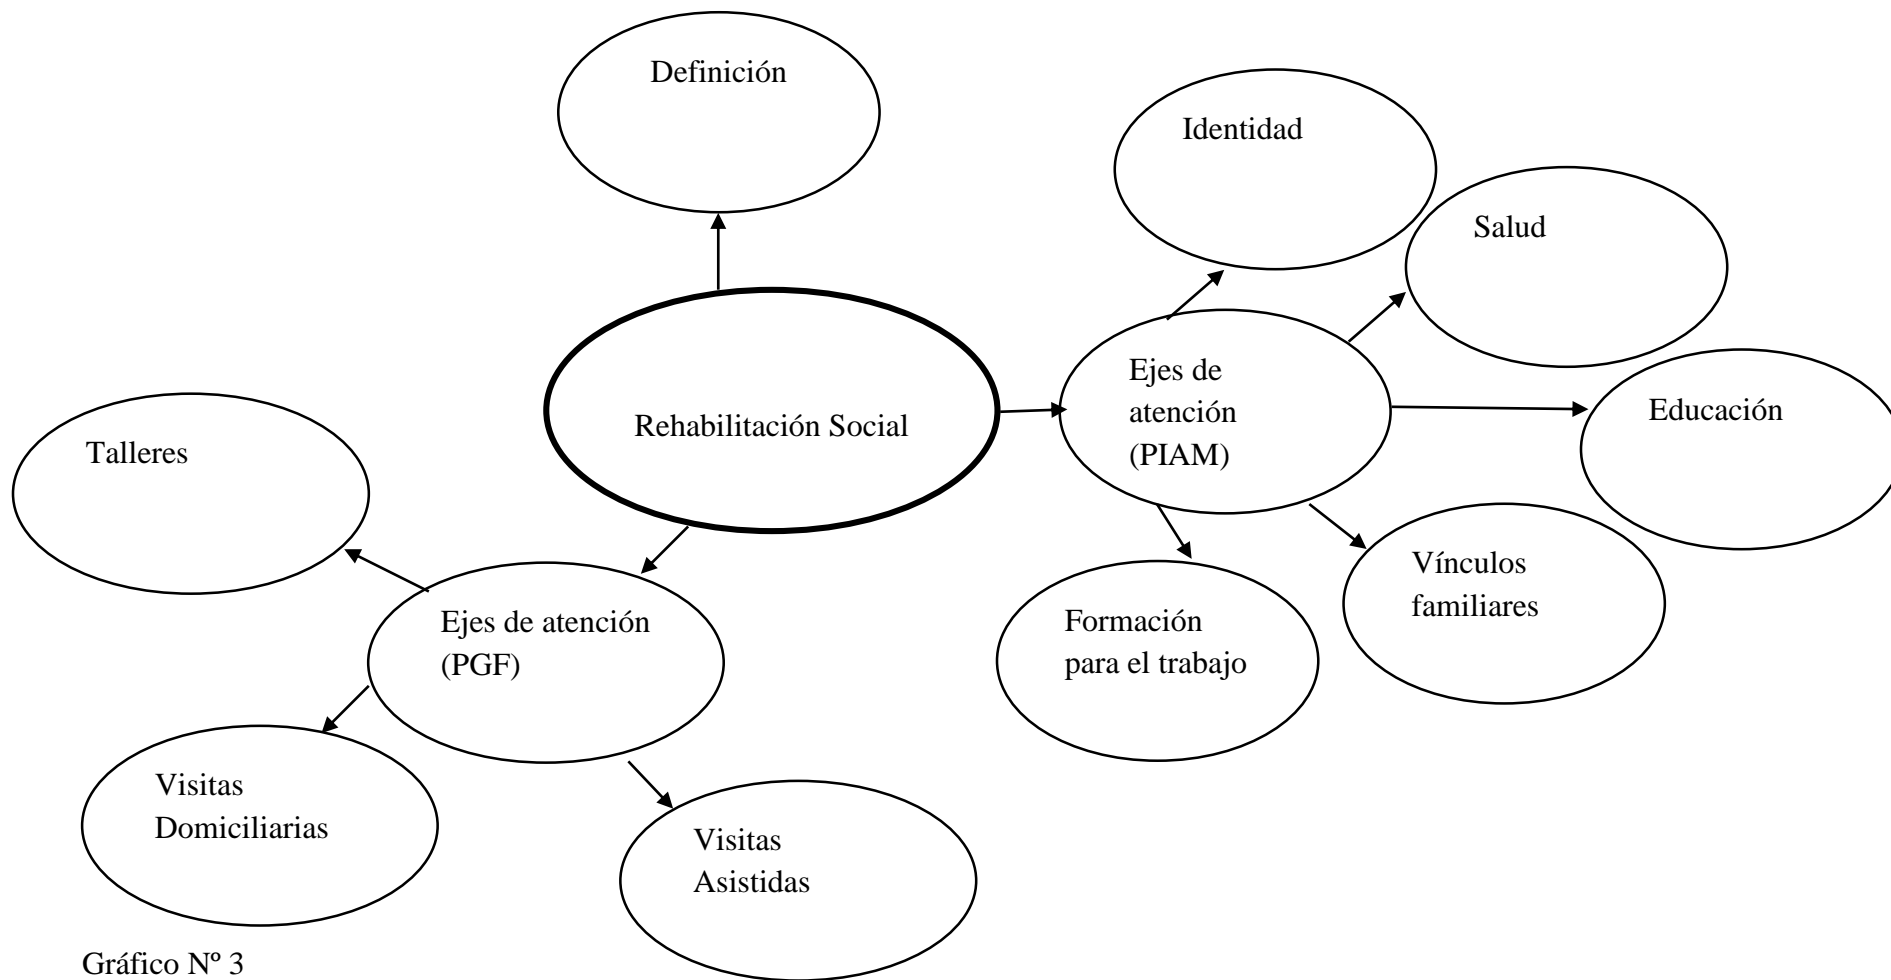 Definición
Identidad
Salud
Ejes de
atención
(PIAM)
Educación
Rehabilitación Social
Talleres
Vínculos
familiares
Formación
para el trabajo
Ejes de atención
(PGF)
Visitas
Domiciliarias
Visitas
Asistidas
Gráfico Nº 3